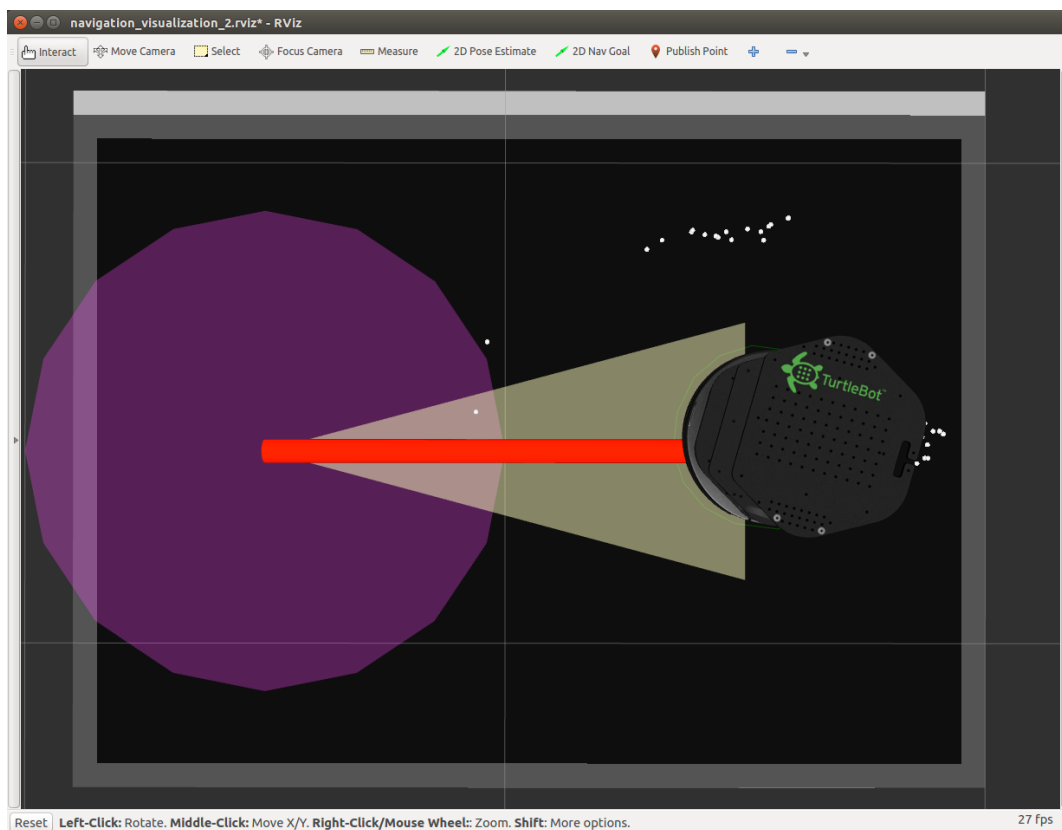 navigation_visualization_2.rviz* - RViz
Interact Move Camera Select Focus Camera Measure 2D Pose Estimate 2D Nav Goal Publish Point
TurtleBot™
Reset Left-Click: Rotate. Middle-Click: Move X/Y. Right-Click/Mouse Wheel:: Zoom. Shift: More options. 27 fps